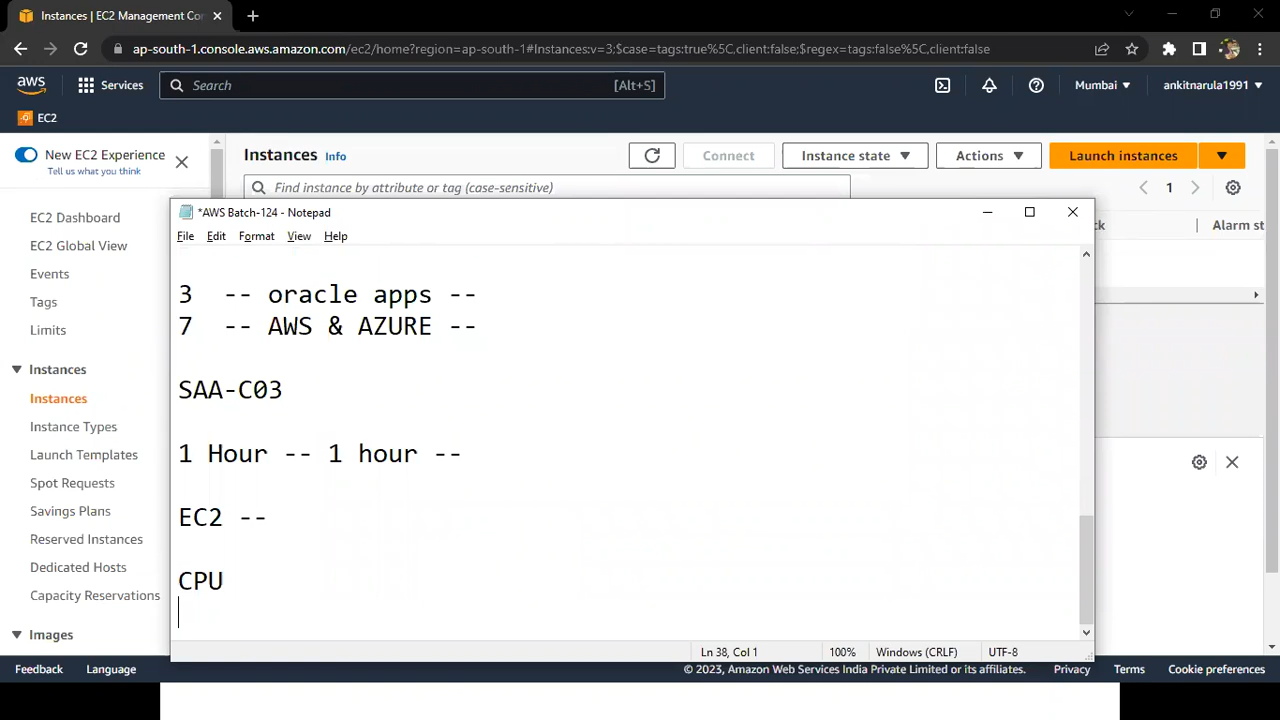 Instances | EC2 Management Con
ap-south-1.console.aws.amazon.com/ec2/home?region=ap-south-1#Instances:v=3;$case=tags:true%5C,client:false;$regex=tags:false%5C,client:false
aws
Services
Search
[Alt+S]
Mumbai
ankitnarula1991
EC2
New EC2 Experience
Tell us what you think
Instances Info
Connect
Instance state
Actions
Launch instances
Find instance by attribute or tag (case-sensitive)
1
EC2 Dashboard
EC2 Global View
Events
Tags
Limits
Instances
Instances
Instance Types
Launch Templates
Spot Requests
Savings Plans
Reserved Instances
Dedicated Hosts
Capacity Reservations
Images
ck
Alarm st
*AWS Batch-124 - Notepad
File Edit Format View Help
3 -- oracle apps --
7 -- AWS & AZURE --
SAA-C03
1 Hour -- 1 hour --
EC2 --
CPU
Ln 38, Col 1
100%
Windows (CRLF)
UTF-8
Feedback
Language
© 2023, Amazon Web Services India Private Limited or its affiliates.
Privacy
Terms
Cookie preferences